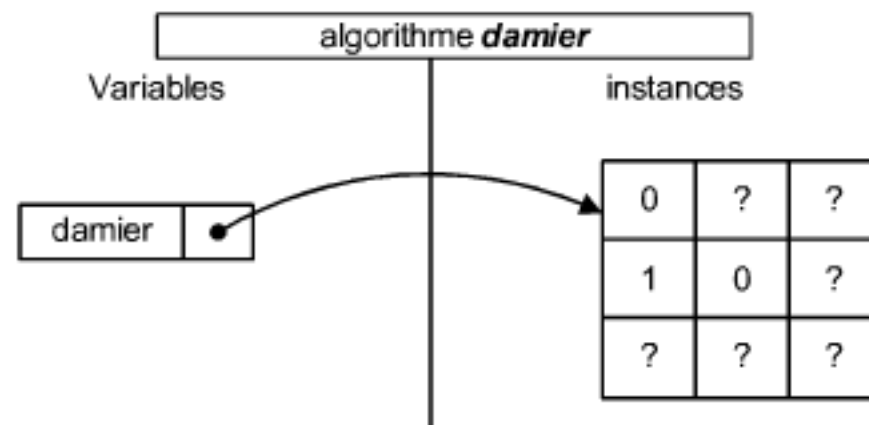 algorithme damier
Variables
instances
damier
0 ? ?
1 0 ?
? ? ?